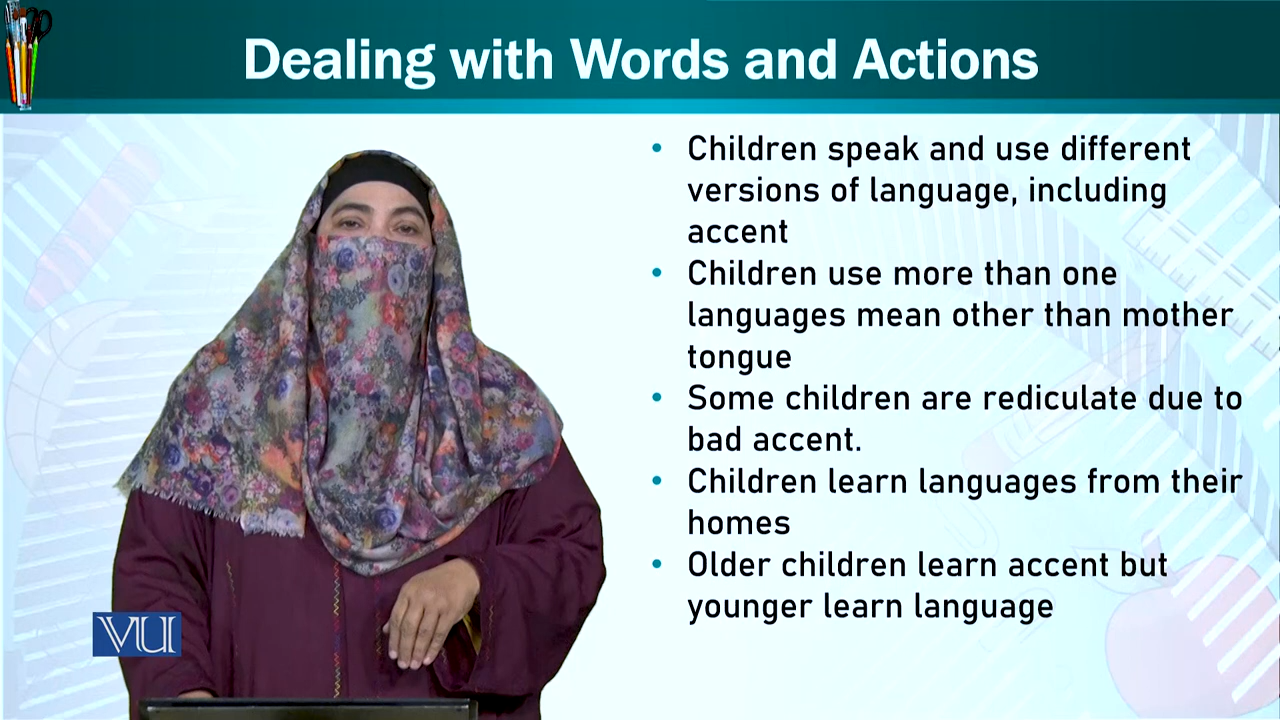 Dealing with Words and Actions
• Children speak and use different
versions of language, including
accent
• Children use more than one
languages mean other than mother
tongue
• Some children are rediculate due to
bad accent.
• Children learn languages from their
homes
• Older children learn accent but
younger learn language
VU